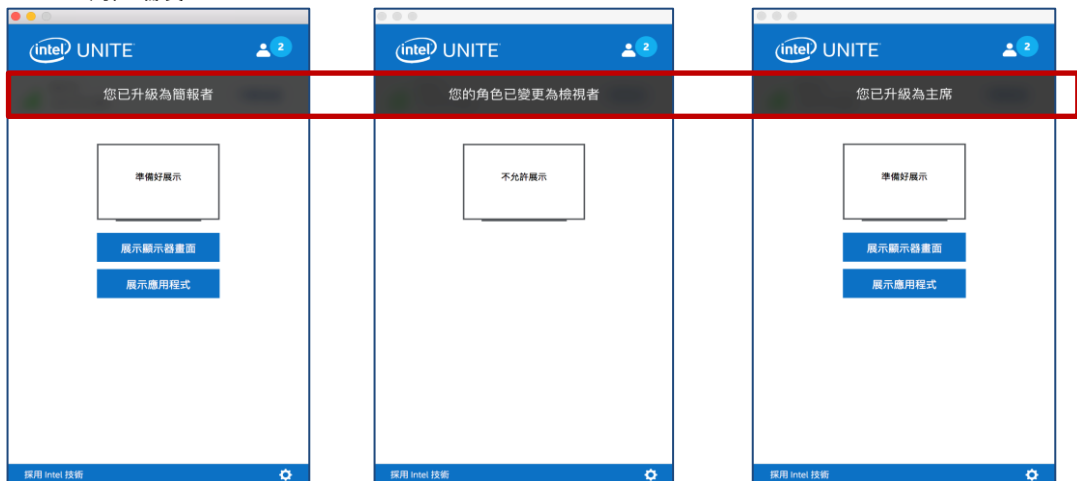 intel UNITE 2
您已升級為簡報者
準備好展示
展示顯示器畫面
展示應用程式
採用 Intel 技術
intel UNITE 2
您的角色已變更為檢視者
不允許展示
採用 Intel 技術
intel UNITE 2
您已升級為主席
準備好展示
展示顯示器畫面
展示應用程式
採用 Intel 技術